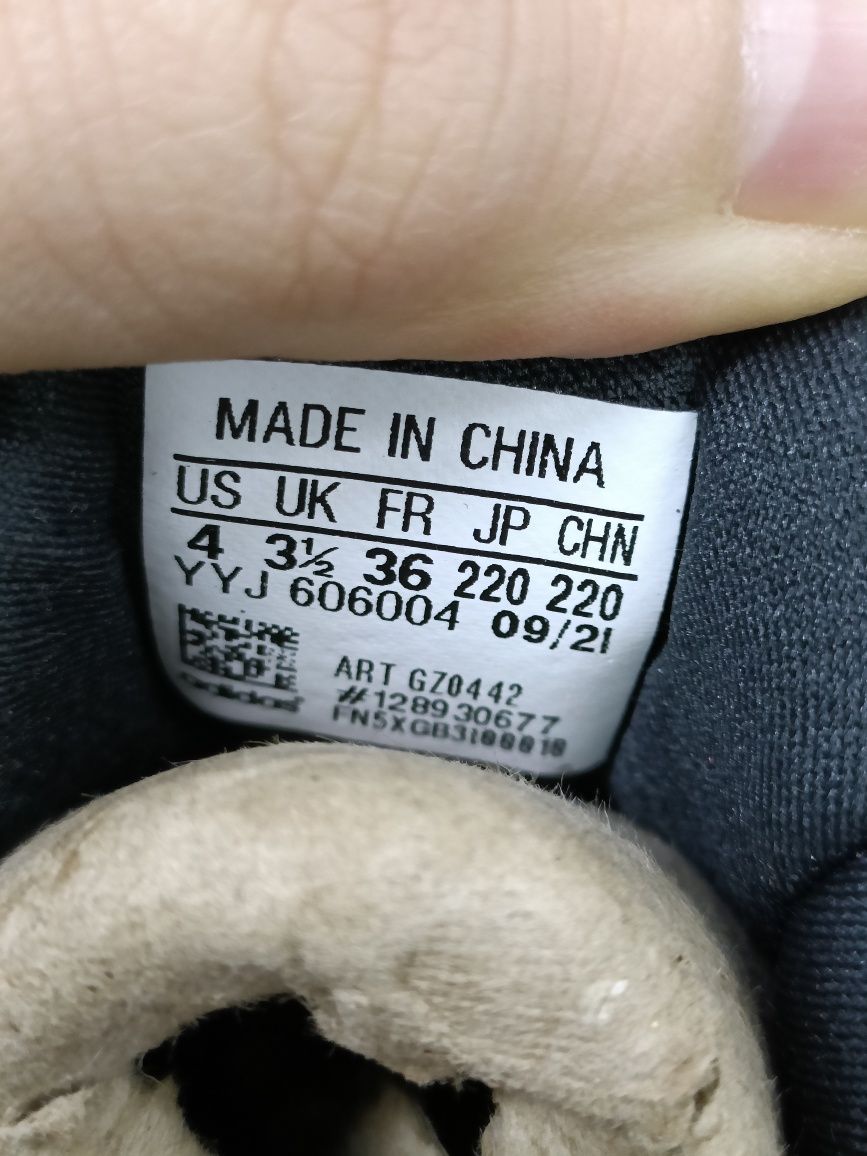 MADE IN CHINA
US UK FR JP CHN
4 3½ 36 220 220
YYJ 606004 09/21
ART GZ0442
#128930677
adidas